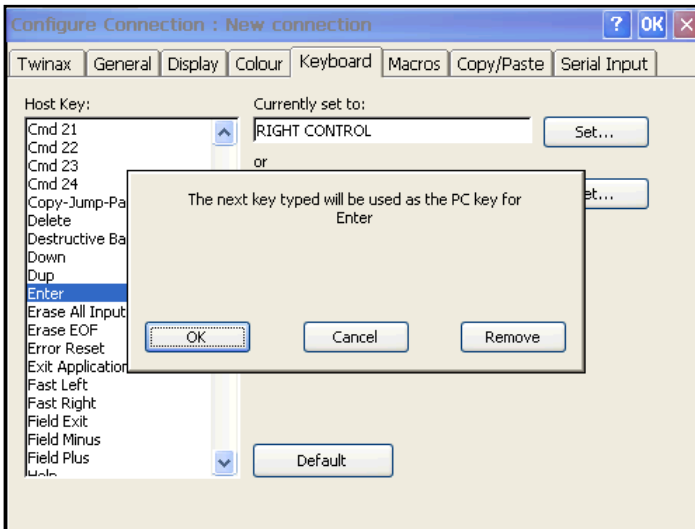 Configure Connection : New connection
? OK ×
Twinax General Display Colour Keyboard Macros Copy/Paste Serial Input
Host Key:
Currently set to:
Cmd 21
Cmd 22
Cmd 23
Cmd 24
Copy-Jump-Pa
Delete
Destructive Ba
Down
Dup
Enter
Erase All Input
Erase EOF
Error Reset
Exit Application
Fast Left
Fast Right
Field Exit
Field Minus
Field Plus
Help
RIGHT CONTROL
Set...
or
et...
The next key typed will be used as the PC key for
Enter
OK Cancel Remove
Default